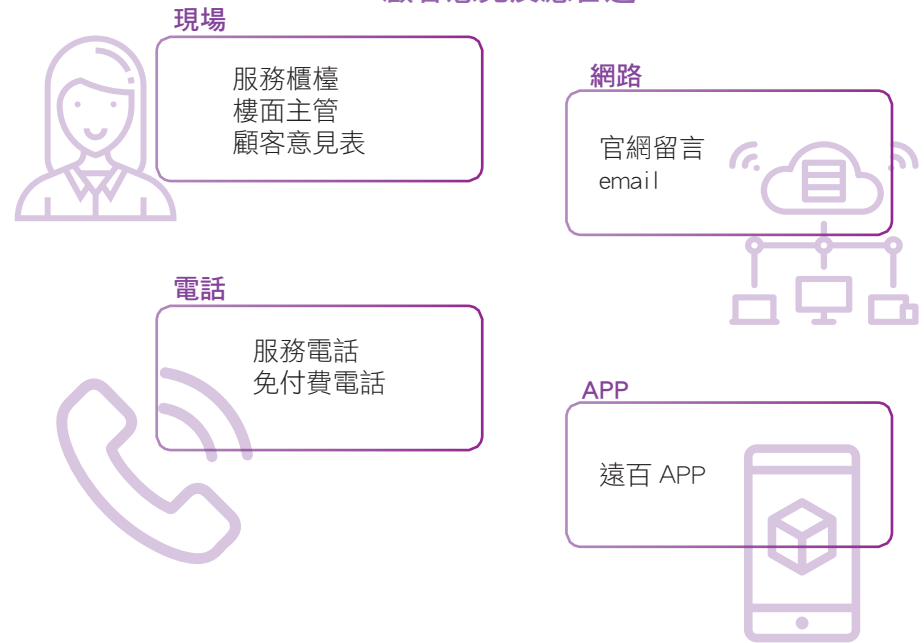 現場
服務櫃檯
樓面主管
顧客意見表
網路
官網留言
email
電話
服務電話
免付費電話
APP
遠百 APP